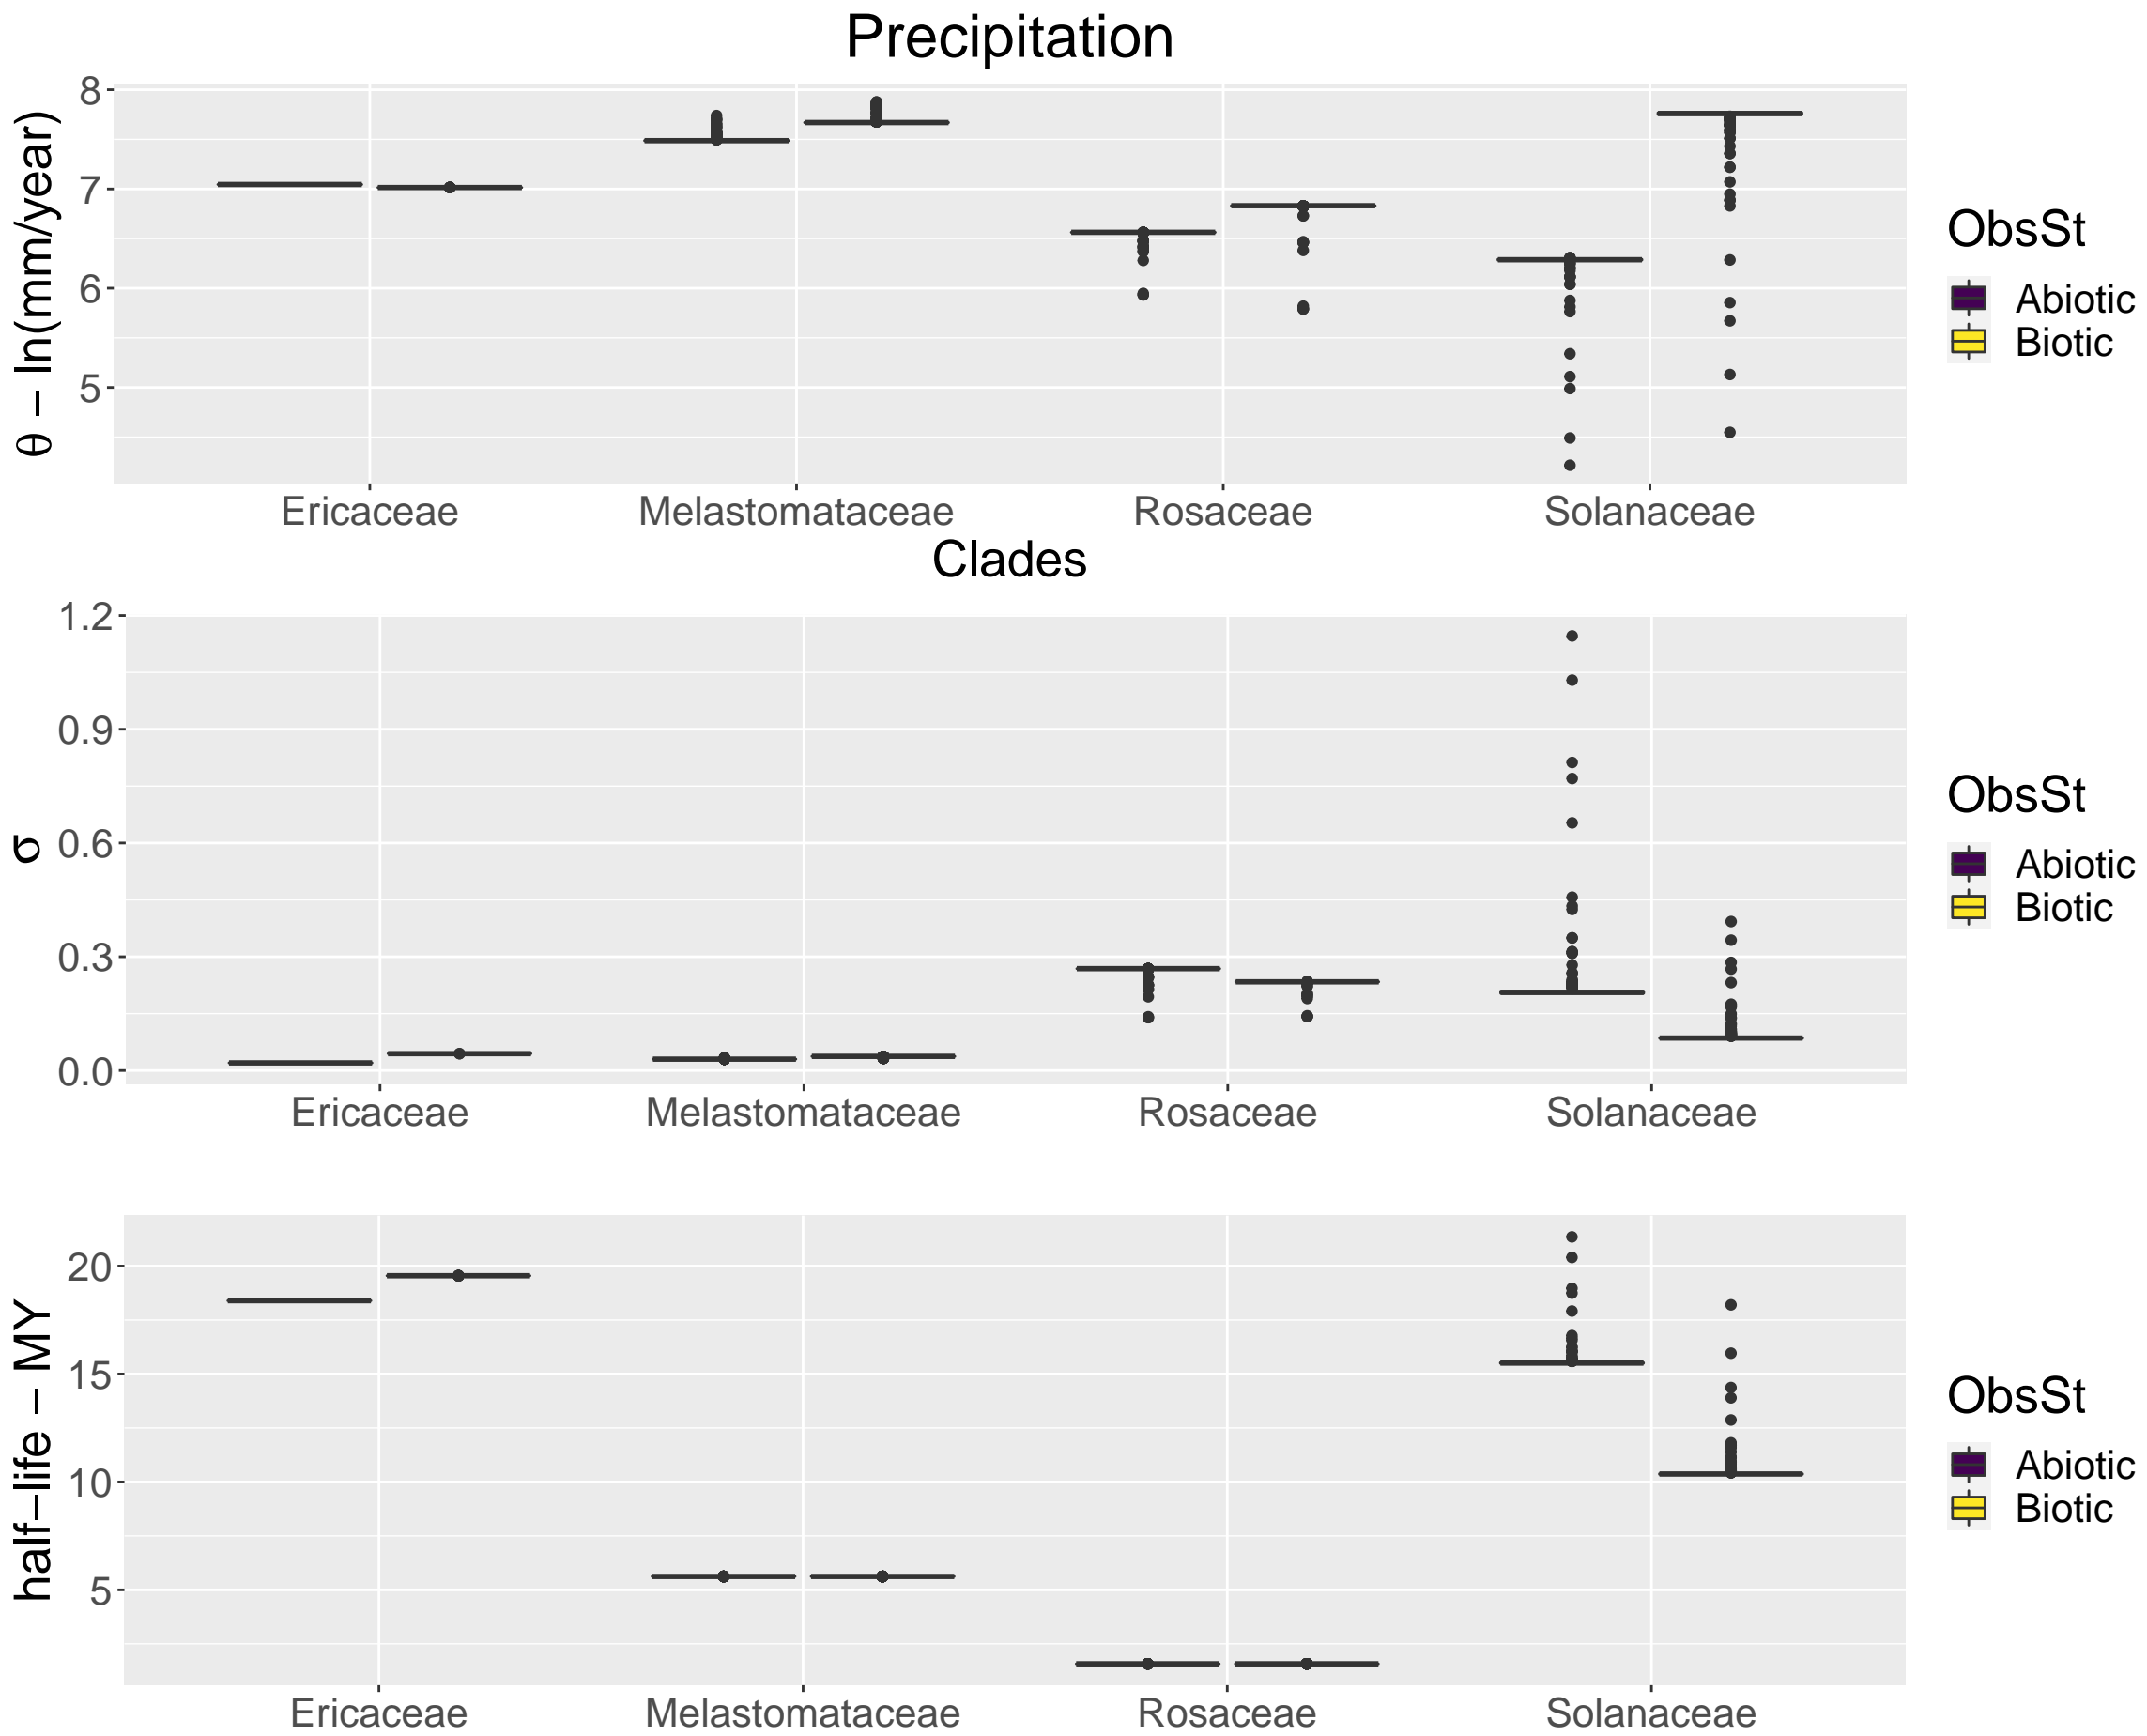 Precipitation
θ − ln(mm/year)
8
7
6
5
Ericaceae Melastomataceae Rosaceae Solanaceae
Clades
ObsSt
Abiotic
Biotic
σ
1.2
0.9
0.6
0.3
0.0
Ericaceae Melastomataceae Rosaceae Solanaceae
ObsSt
Abiotic
Biotic
half−life − MY
20
15
10
5
Ericaceae Melastomataceae Rosaceae Solanaceae
ObsSt
Abiotic
Biotic